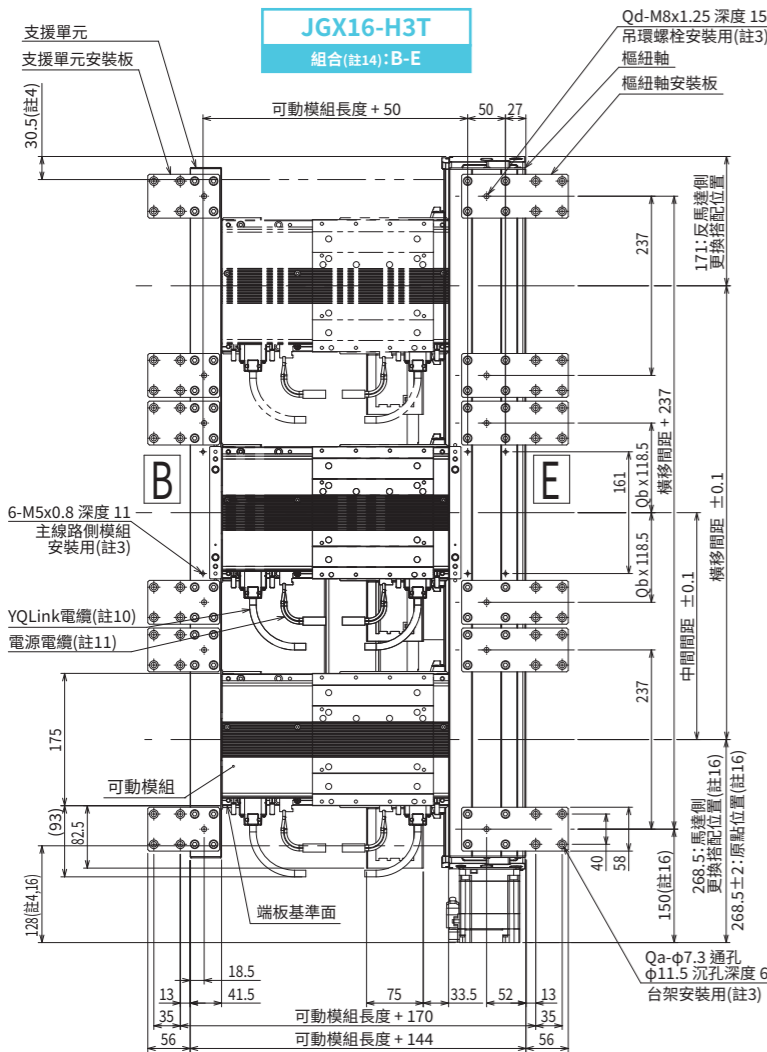 JGX16-H3T
組合(註14):B-E
支援單元
支援單元安裝板
Qd-M8x1.25 深度 15
吊環螺栓安裝用(註3)
樞紐軸
樞紐軸安裝板
30.5(註4)
可動模組長度 + 50
50
27
171:反馬達側
更換搭配位置
237
橫移間距 + 237
B
E
161
Qb x 118.5
Qb x 118.5
橫移間距 ±0.1
中間間距 ±0.1
6-M5x0.8 深度 11
主線路側模組
安裝用(註3)
YQLink電纜(註10)
電源電纜(註11)
237
175
可動模組
(93)
82.5
128(註4,16)
端板基準面
40
58
150(註16)
268.5:馬達側
更換搭配位置(註16)
268.5±2:原點位置(註16)
Qa-φ7.3 通孔
φ11.5 沉孔深度 6
台架安裝用(註3)
18.5
13
41.5
75
33.5
52
13
35
可動模組長度 + 170
35
56
可動模組長度 + 144
56